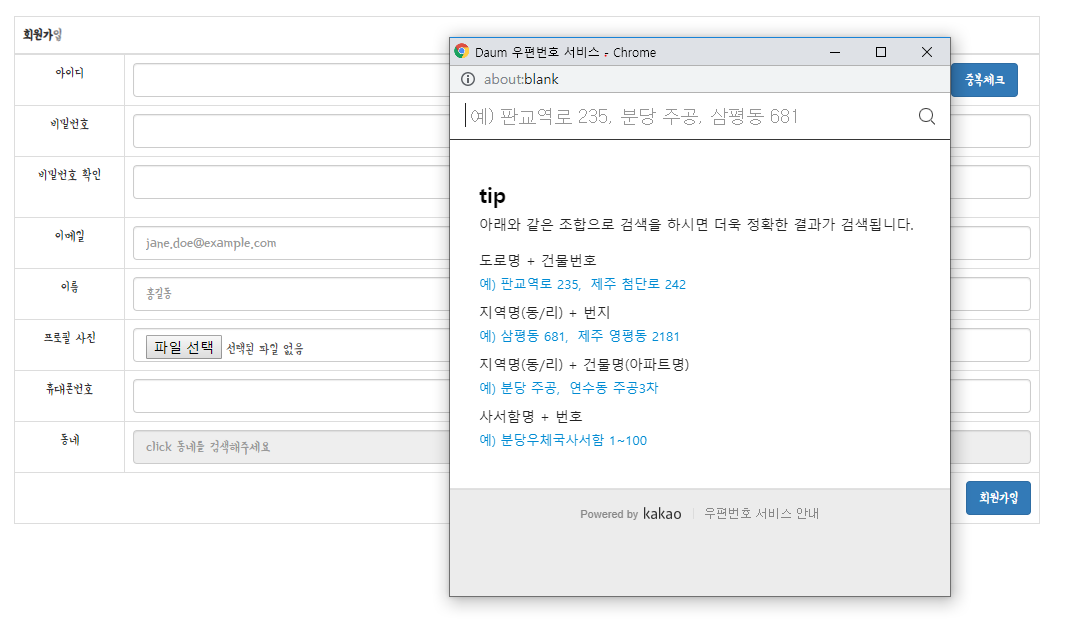 회원가입
아이디
중복체크
비밀번호
비밀번호 확인
이메일
jane.doe@example.com
이름
홍길동
프로필 사진
파일 선택 선택된 파일 없음
휴대폰번호
동네
click 동네를 검색해주세요
회원가입
Daum 우편번호 서비스 - Chrome
about:blank
예) 판교역로 235, 분당 주공, 삼평동 681
tip
아래와 같은 조합으로 검색을 하시면 더욱 정확한 결과가 검색됩니다.
도로명 + 건물번호
예) 판교역로 235, 제주 첨단로 242
지역명(동/리) + 번지
예) 삼평동 681, 제주 영평동 2181
지역명(동/리) + 건물명(아파트명)
예) 분당 주공, 연수동 주공3차
사서함명 + 번호
예) 분당우체국사서함 1~100
Powered by kakao 우편번호 서비스 안내